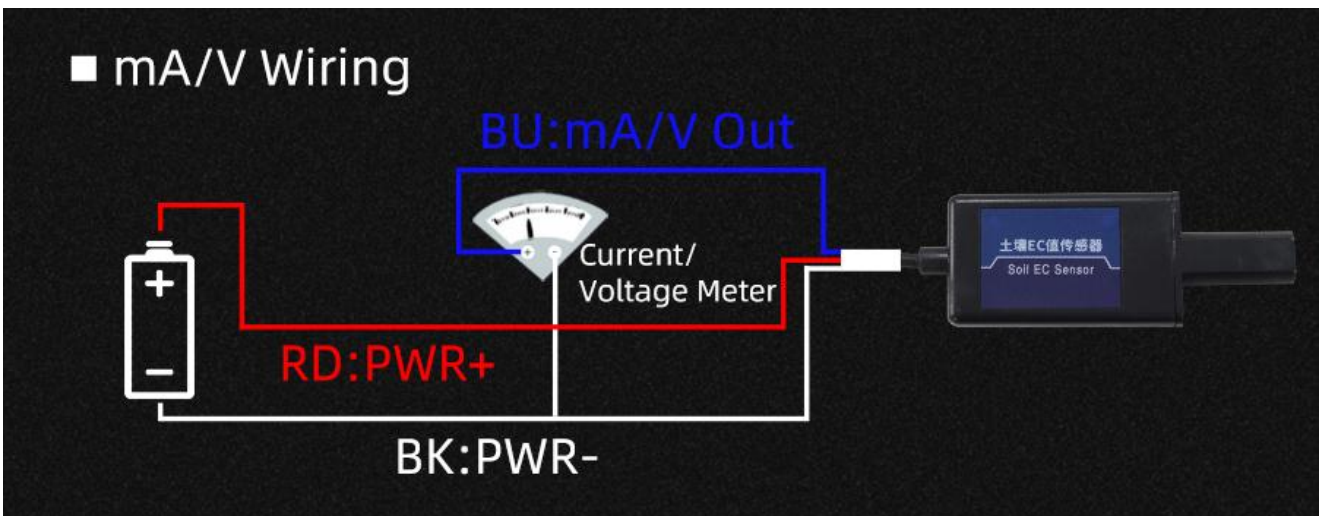 ■ mA/V Wiring
BU:mA/V Out
+
−
+
−
Current/
Voltage Meter
土壤EC值传感器
Soil EC Sensor
RD:PWR+
BK:PWR-